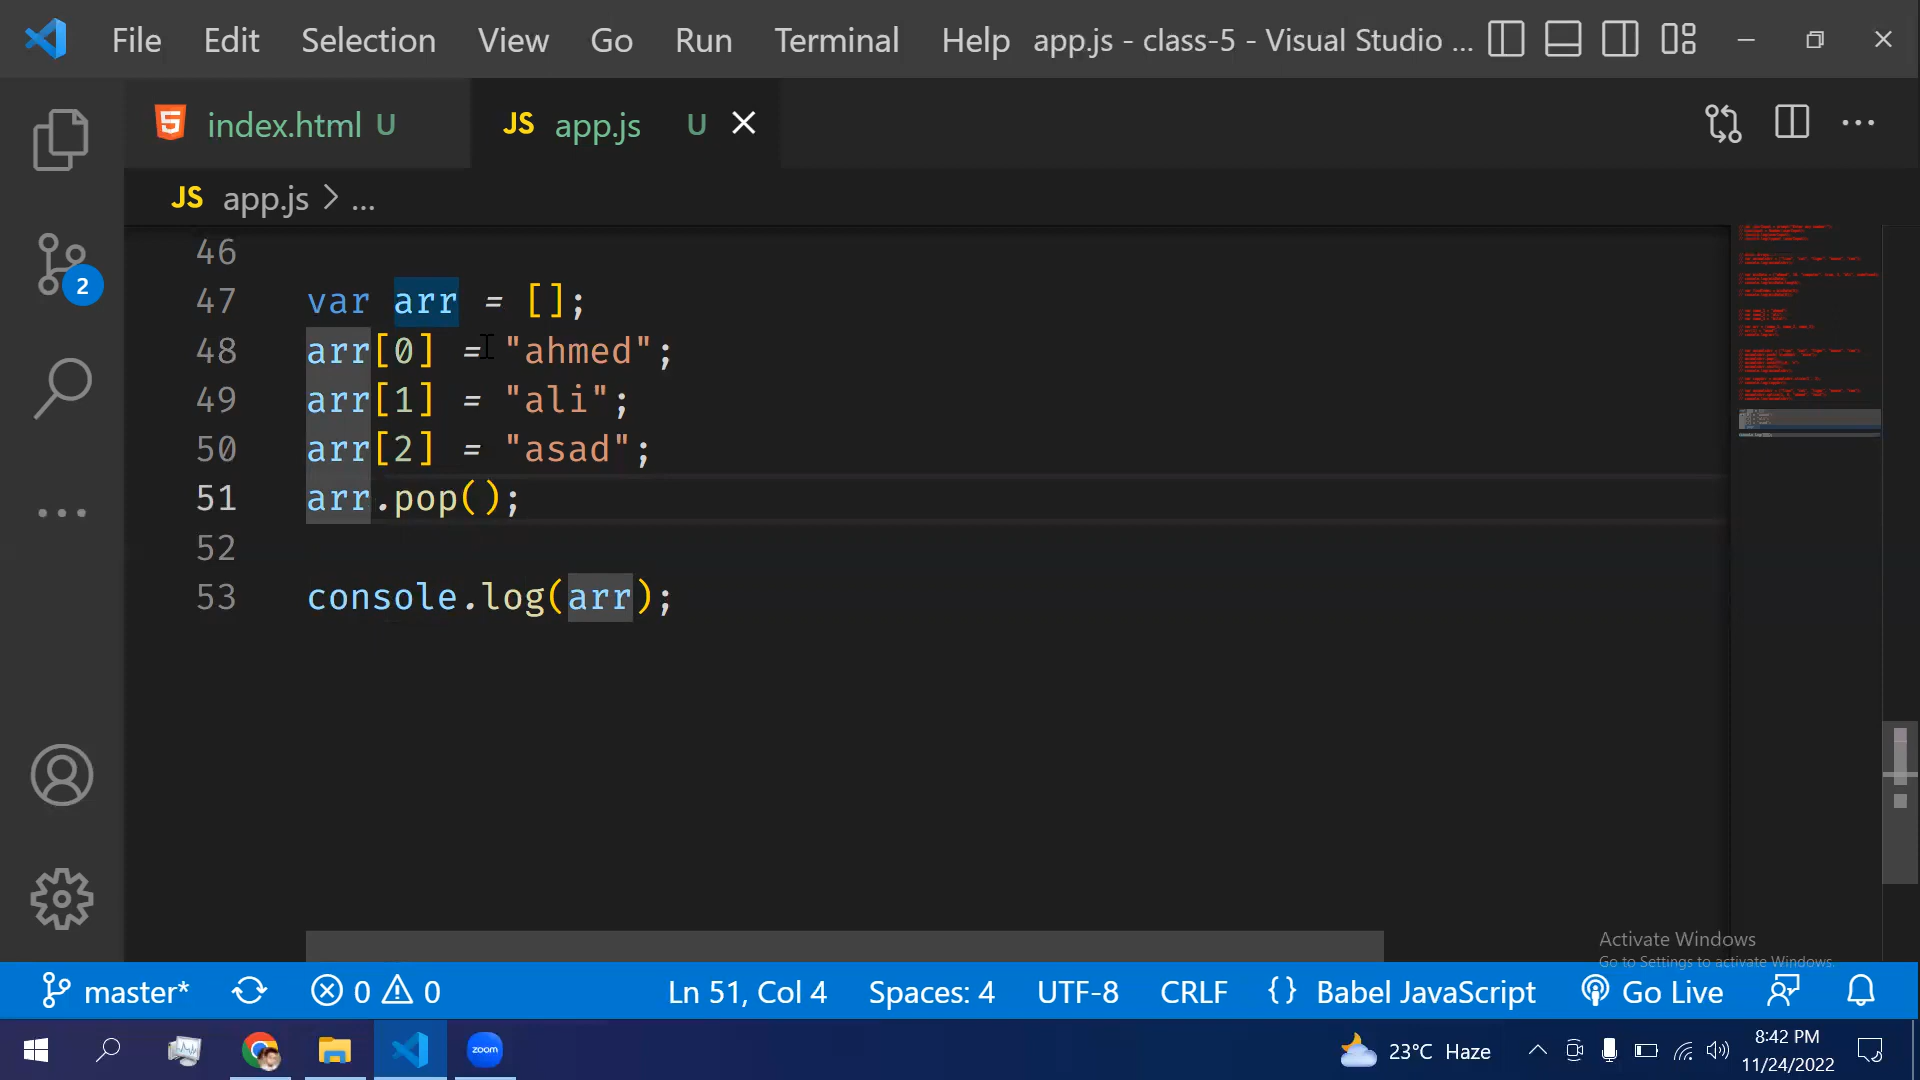 File Edit Selection View Go Run Terminal Help app.js - class-5 - Visual Studio ...
index.html U JS app.js U
JS app.js > ...
46
47 var arr = [];
48 arr[0] = "ahmed";
49 arr[1] = "ali";
50 arr[2] = "asad";
51 arr.pop();
52
53 console.log(arr);
2
Activate Windows
Go to Settings to activate Windows.
master* 0 0 Ln 51, Col 4 Spaces: 4 UTF-8 CRLF {} Babel JavaScript Go Live
zoom 23°C Haze 8:42 PM
11/24/2022